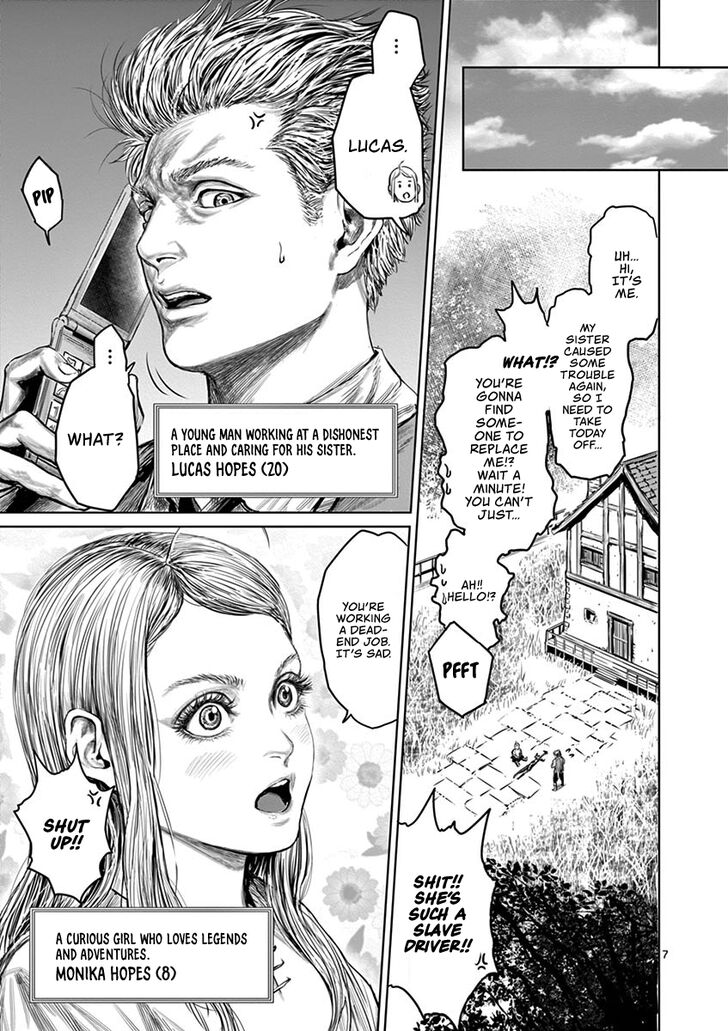 UH...
HI,
IT'S
ME.
MY
SISTER
CAUSED
SOME
TROUBLE
AGAIN,
SO I
NEED TO
TAKE
TODAY
OFF...
WHAT!?
YOU'RE
GONNA
FIND
SOME-
ONE TO
REPLACE
ME!?
WAIT A
MINUTE!
YOU CAN'T
JUST...
AH!!
HELLO!?
PFFT
SHIT!!
SHE'S
SUCH A
SLAVE
DRIVER!!
...
LUCAS.
PIP
...
WHAT?
A YOUNG MAN WORKING AT A DISHONEST
PLACE AND CARING FOR HIS SISTER.
LUCAS HOPES (20)
YOU'RE
WORKING
A DEAD-
END JOB.
IT'S SAD.
SHUT
UP!!
A CURIOUS GIRL WHO LOVES LEGENDS
AND ADVENTURES.
MONIKA HOPES (8)
7